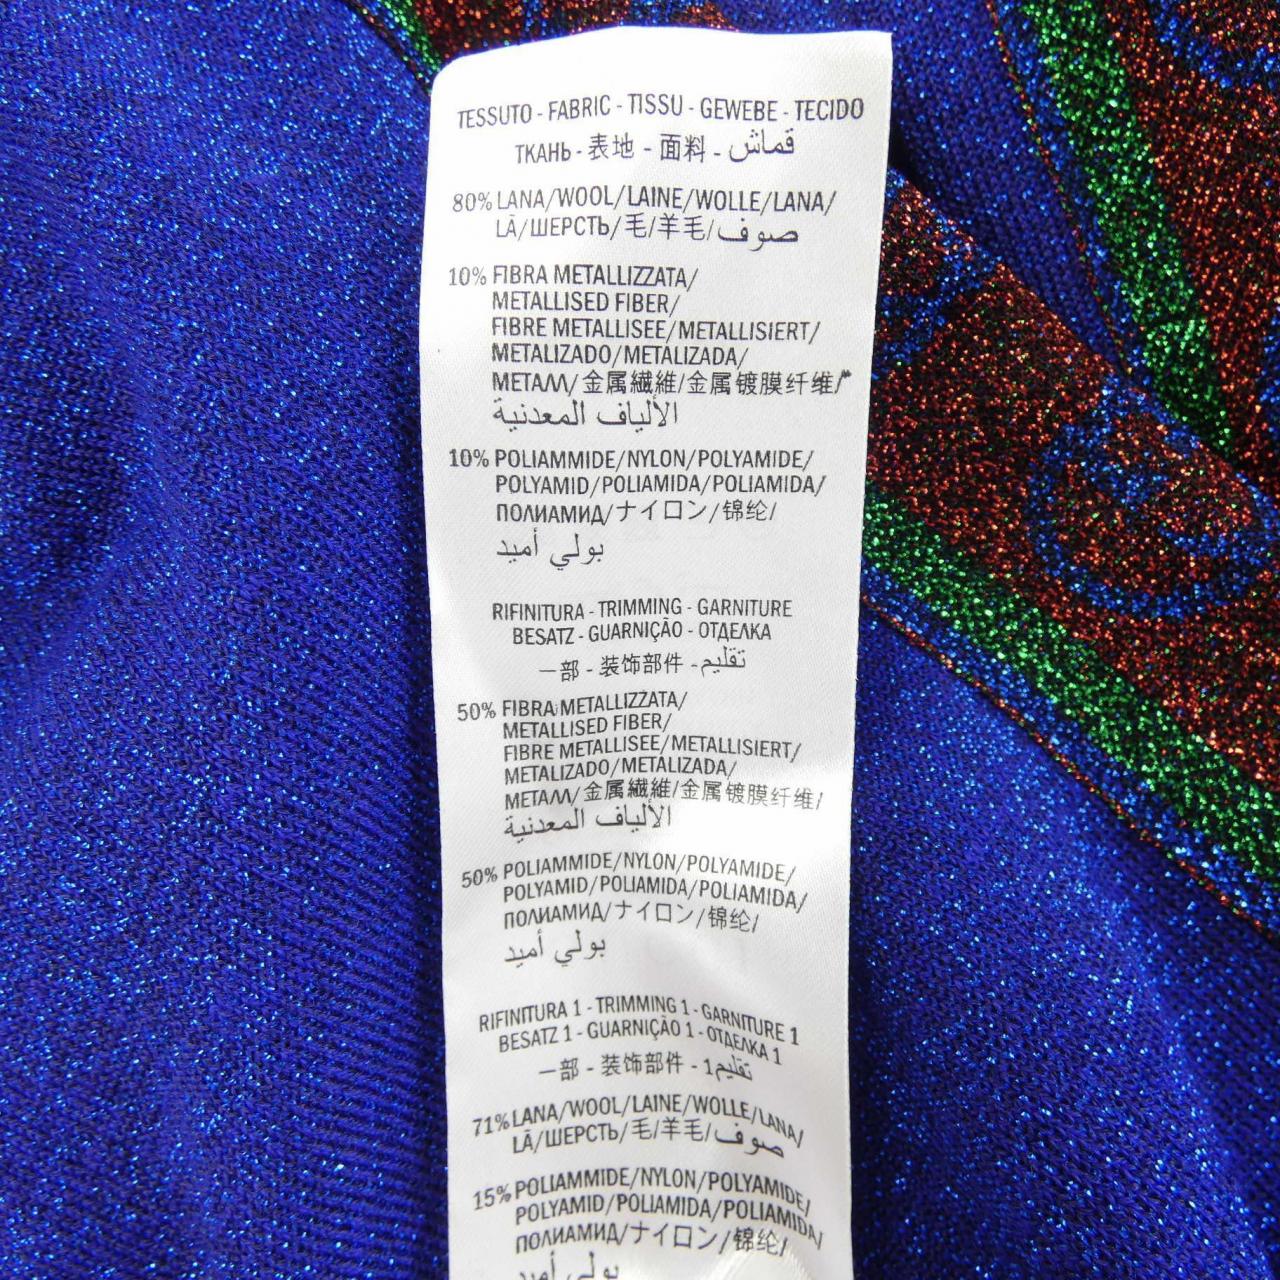 TESSUTO - FABRIC - TISSU - GEWEBE - TECIDO
ТКАНЬ - 表地 - 面料 - قماش
80% LANA/WOOL/LAINE/WOLLE/LANA/
LÃ/ШЕРСТЬ/毛/羊毛/صوف
10% FIBRA METALLIZZATA/
METALLISED FIBER/
FIBRE METALLISEE/METALLISIERT/
METALIZADO/METALIZADA/
МЕТАЛЛ/金属繊維/金属镀膜纤维/
الألياف المعدنية
10% POLIAMMIDE/NYLON/POLYAMIDE/
POLYAMID/POLIAMIDA/POLIAMIDA/
ПОЛИАМИД/ナイロン/锦纶/
بولي أميد
RIFINITURA - TRIMMING - GARNITURE
BESATZ - GUARNIÇÃO - ОТДЕЛКА
一部 - 装饰部件 - تقليم
50% FIBRA METALLIZZATA/
METALLISED FIBER/
FIBRE METALLISEE/METALLISIERT/
METALIZADO/METALIZADA/
МЕТАЛЛ/金属繊維/金属镀膜纤维/
الألياف المعدنية
50% POLIAMMIDE/NYLON/POLYAMIDE/
POLYAMID/POLIAMIDA/POLIAMIDA/
ПОЛИАМИД/ナイロン/锦纶/
بولي أميد
RIFINITURA 1 - TRIMMING 1 - GARNITURE 1
BESATZ 1 - GUARNIÇÃO 1 - ОТДЕЛКА 1
一部 - 装饰部件 - تقليم1
71% LANA/WOOL/LAINE/WOLLE/LANA/
LÃ/ШЕРСТЬ/毛/羊毛/صوف
15% POLIAMMIDE/NYLON/POLYAMIDE/
POLYAMID/POLIAMIDA/POLIAMIDA/
ПОЛИАМИД/ナイロン/锦纶/
بولي أميد